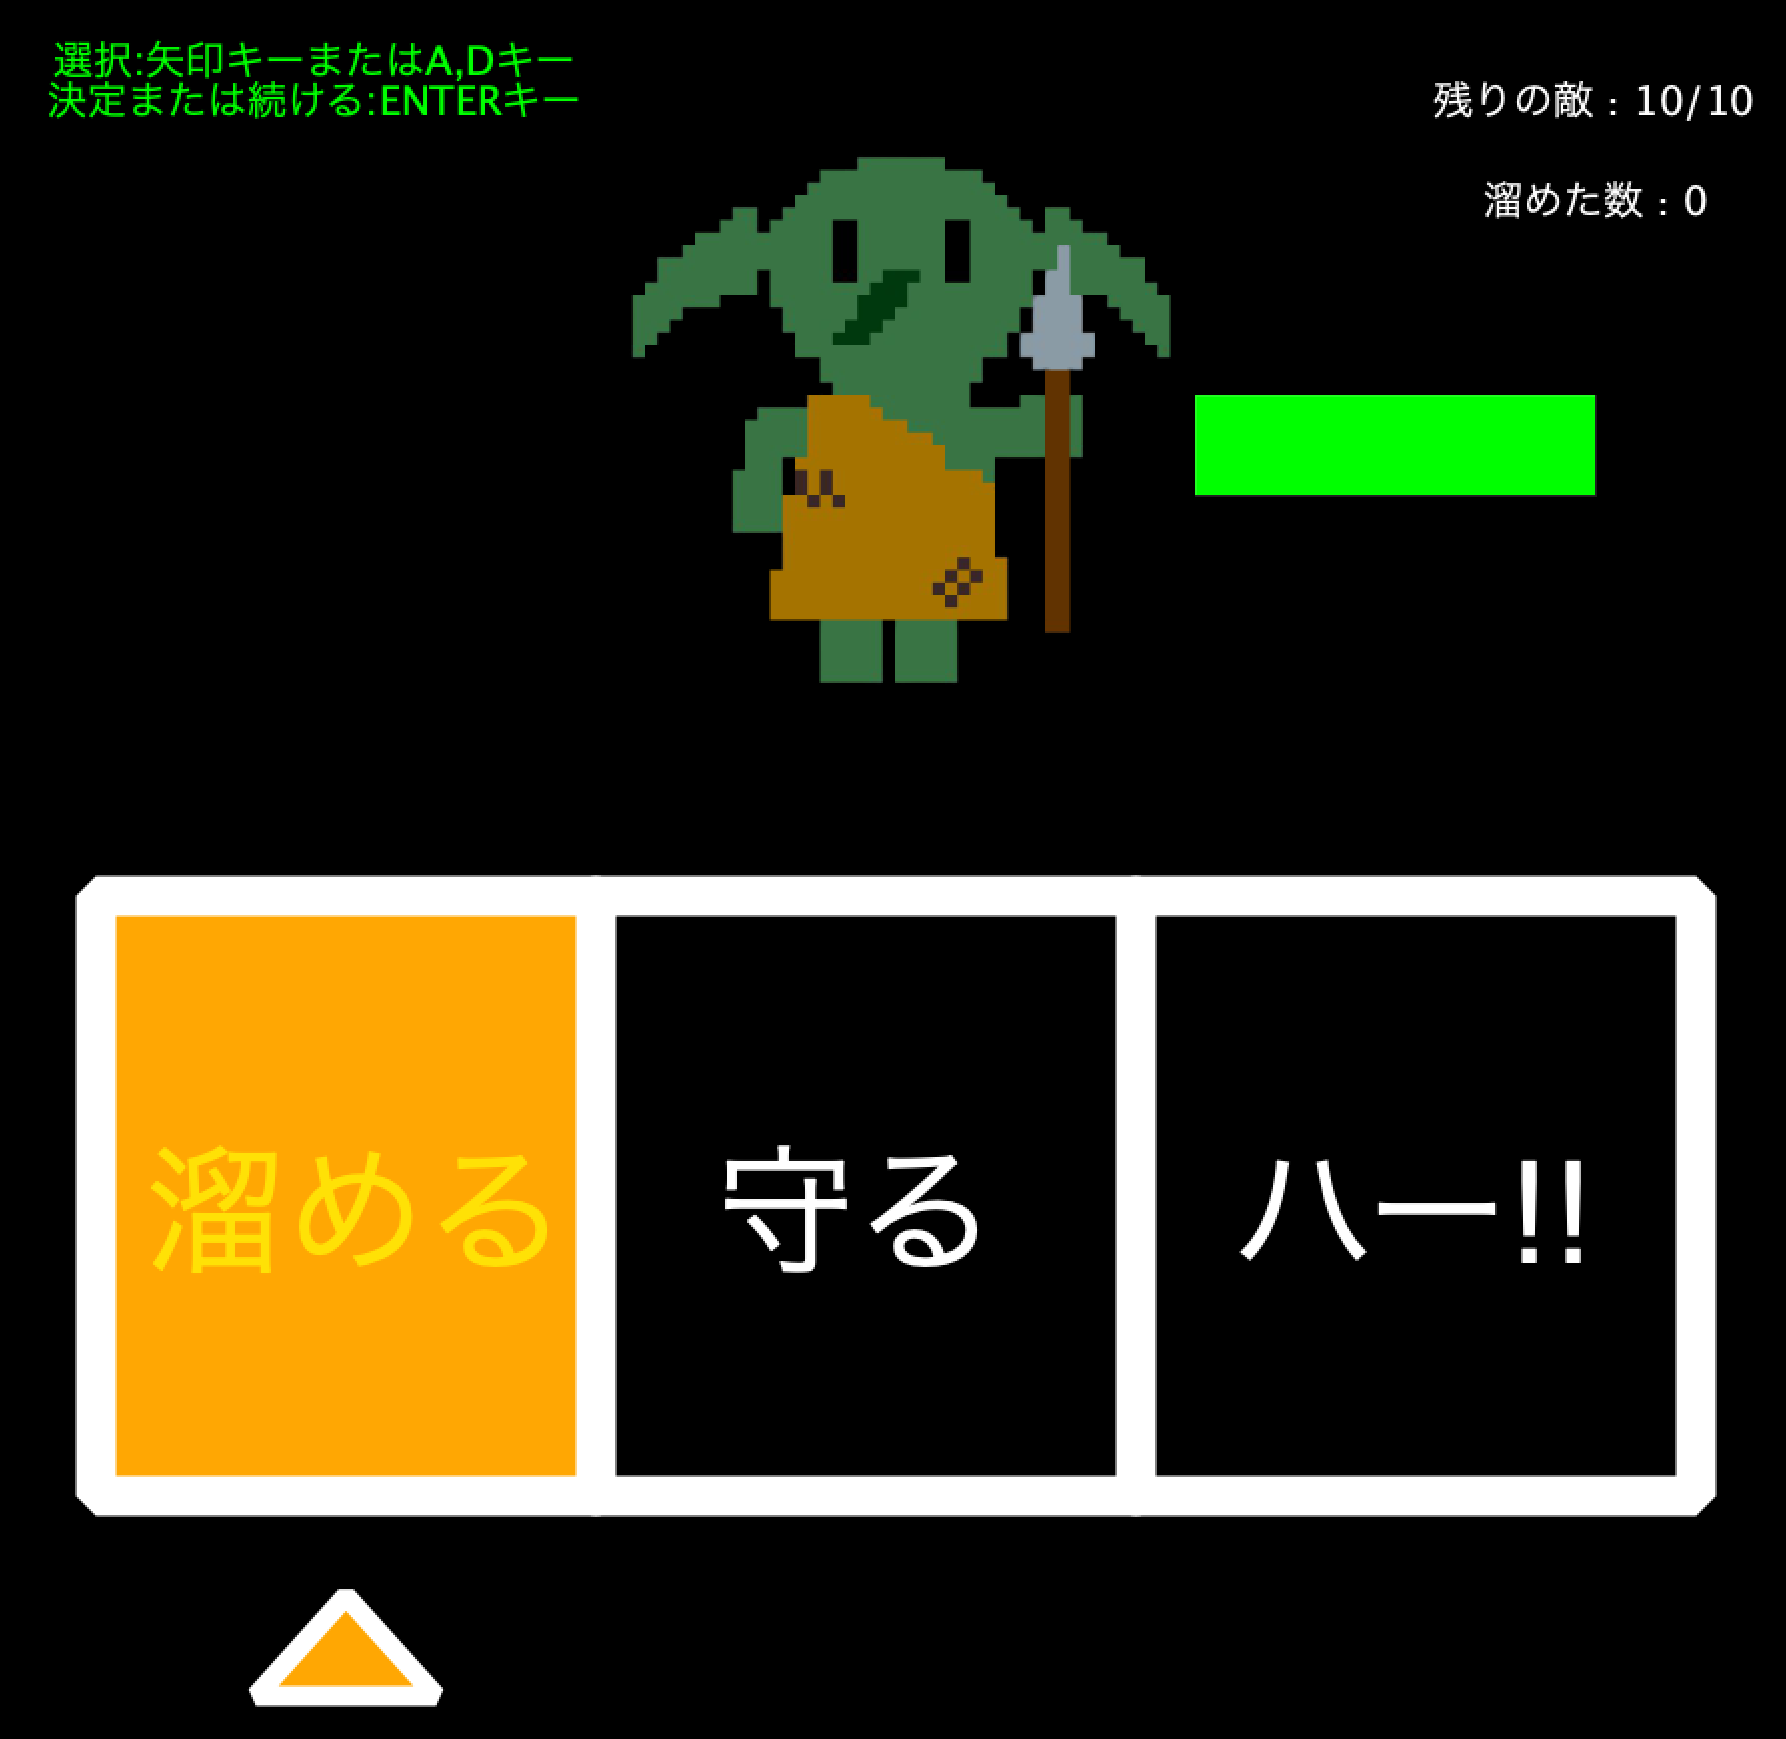 選択:矢印キーまたはA,Dキー
決定または続ける:ENTERキー
残りの敵：10/10
溜めた数：0
溜める
守る
ハー!!